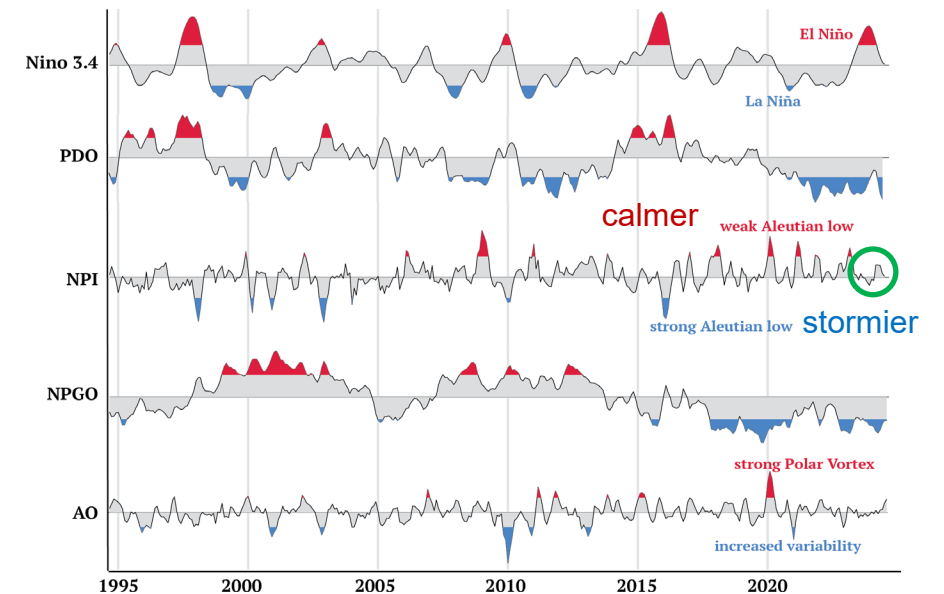 El Niño
Nino 3.4
La Niña
PDO
calmer
weak Aleutian low
NPI
strong Aleutian low
stormier
NPGO
strong Polar Vortex
AO
increased variability
1995 2000 2005 2010 2015 2020